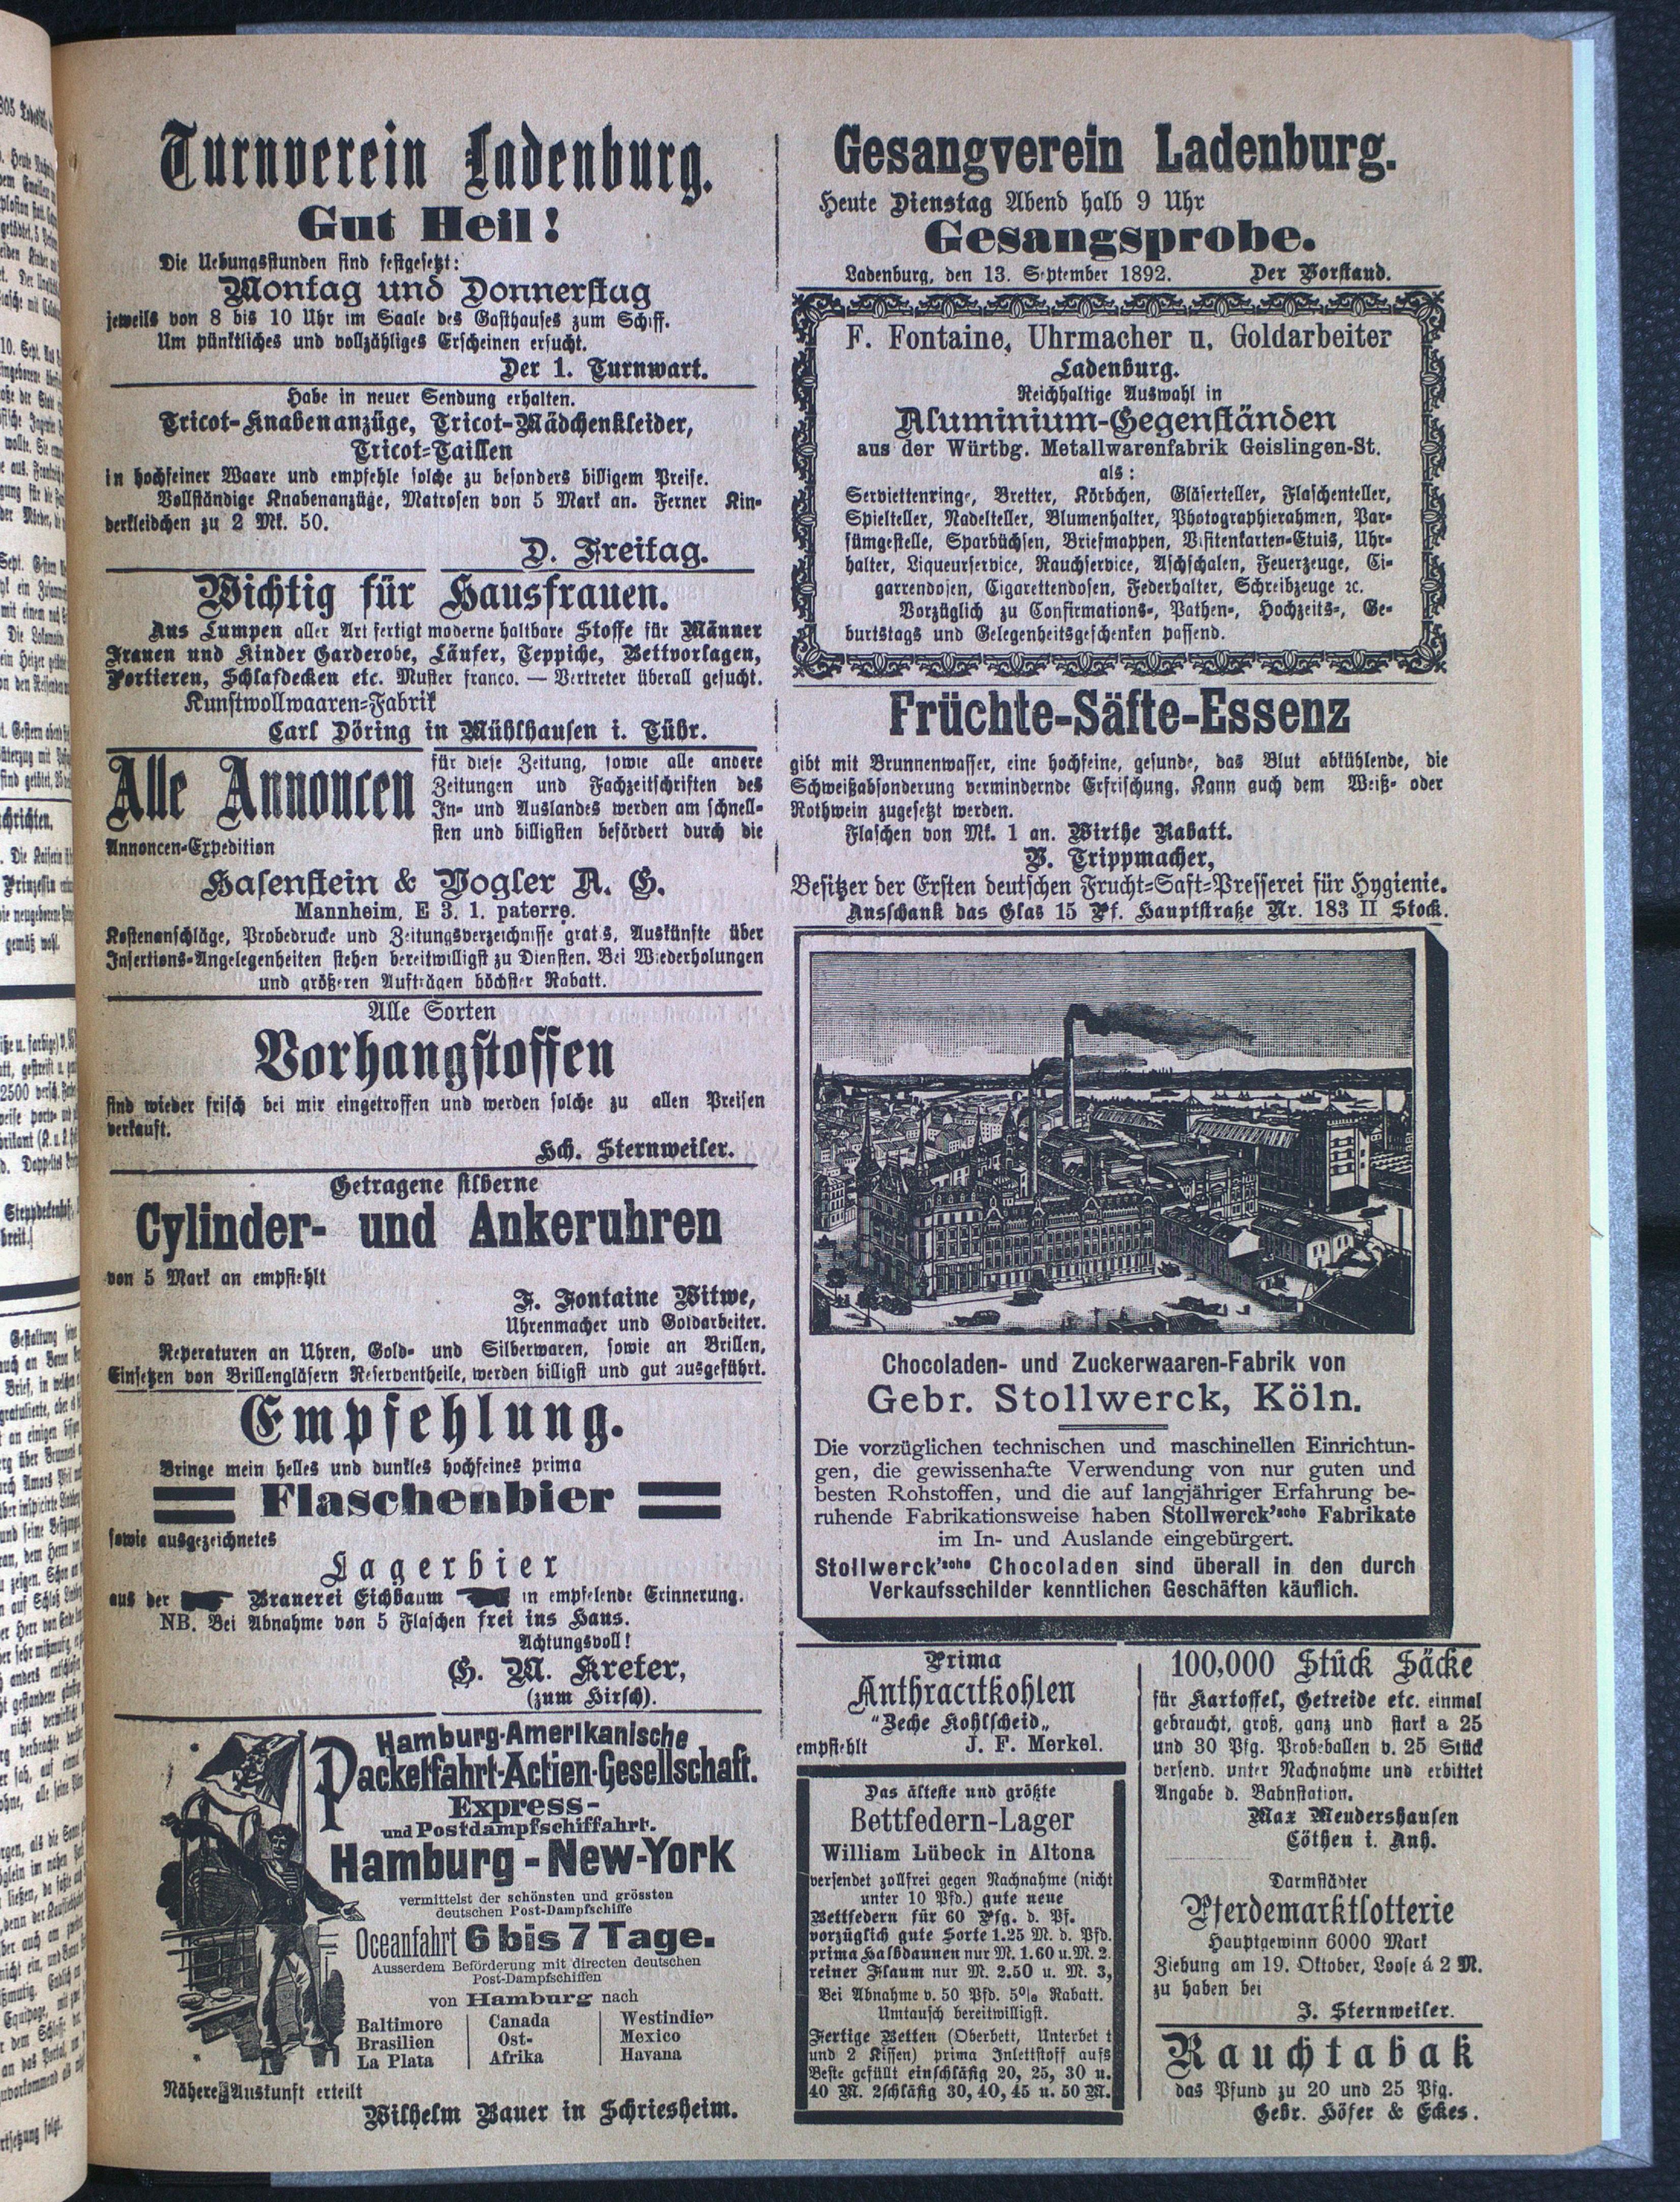 Turnverein Ladenburg.
Gut Heil!
Die Uebungsstunden sind festgesetzt:
Montag und Donnerstag
jeweils von 8 bis 10 Uhr im Saale des Gasthauses zum Schiff.
Um pünktliches und vollzähliges Erscheinen ersucht.
Der 1. Turnwart.
Habe in neuer Sendung erhalten.
Tricot-Knabenanzüge, Tricot-Mädchenkleider,
Tricot-Taillen
in hochfeiner Waare und empfehle solche zu besonders billigem Preise.
Vollständige Knabenanzüge, Matrosen von 5 Mark an. Ferner Kin-
derkleidchen zu 2 Mk. 50.
D. Freitag.
Wichtig für Hausfrauen.
Aus Lumpen aller Art fertigt moderne haltbare Stoffe für Männer
Frauen und Kinder Garderobe, Läufer, Teppiche, Bettvorlagen,
Portieren, Schlafdecken etc. Muster franco. — Vertreter überall gesucht.
Kunstwollwaaren-Fabrik
Carl Döring in Mühlhausen i. Tühr.
Alle Annoncen
für diese Zeitung, sowie alle andere
Zeitungen und Fachzeitschriften des
In- und Auslandes werden am schnell-
sten und billigsten befördert durch die
Annoncen-Expedition
Hasenstein & Vogler A. G.
Mannheim, E 3. 1. paterre.
Kostenanschläge, Probedrucke und Zeitungsverzeichnisse gratis, Auskünfte über
Insertions-Angelegenheiten stehen bereitwilligst zu Diensten. Bei Wiederholungen
und größeren Aufträgen höchster Rabatt.
Alle Sorten
Vorhangstoffen
sind wieder frisch bei mir eingetroffen und werden solche zu allen Preisen
verkauft.
Hch. Sternweiler.
Getragene silberne
Cylinder- und Ankeruhren
von 5 Mark an empfiehlt
F. Fontaine Witwe,
Uhrenmacher und Goldarbeiter.
Reperaturen an Uhren, Gold- und Silberwaren, sowie an Brillen,
Einsetzen von Brillengläsern Reserventheile, werden billigst und gut ausgeführt.
Empfehlung.
Bringe mein helles und dunkles hochfeines prima
Flaschenbier
sowie ausgezeichnetes
Lagerbier
aus der Brauerei Eichbaum in empfelende Erinnerung.
NB. Bei Abnahme von 5 Flaschen frei ins Haus.
Achtungsvoll!
G. M. Kreter,
(zum Hirsch).
Hamburg-Amerikanische
Packetfahrt-Actien-Gesellschaft.
Express-
und Postdampfschiffahrt.
Hamburg - New-York
vermittelst der schönsten und grössten
deutschen Post-Dampfschiffe
Oceanfahrt 6 bis 7 Tage.
Ausserdem Beförderung mit directen deutschen
Post-Dampfschiffen
von Hamburg nach
Baltimore
Brasilien
La Plata
Canada
Ost-
Afrika
Westindien
Mexico
Havana
Nähere Auskunft erteilt
Wilhelm Bauer in Schriesheim.
Gesangverein Ladenburg.
Heute Dienstag Abend halb 9 Uhr
Gesangsprobe.
Ladenburg, den 13. September 1892. Der Vorstand.
F. Fontaine, Uhrmacher u. Goldarbeiter
Ladenburg.
Reichhaltige Auswahl in
Aluminium-Gegenständen
aus der Würtbg. Metallwarenfabrik Geislingen-St.
als:
Serviettenringe, Bretter, Körbchen, Gläserteller, Flaschenteller,
Spielteller, Nadelteller, Blumenhalter, Photographierahmen, Par-
fümgestelle, Sparbüchsen, Briefmappen, Visitenkarten-Etuis, Uhr-
halter, Liqueurservice, Rauchservice, Aschschalen, Feuerzeuge, Ci-
garrendosen, Cigarettendosen, Federhalter, Schreibzeuge ꝛc.
Vorzüglich zu Confirmations-, Pathen-, Hochzeits-, Ge-
burtstags und Gelegenheitsgeschenken passend.
Früchte-Säfte-Essenz
gibt mit Brunnenwasser, eine hochfeine, gesunde, das Blut abkühlende, die
Schweißabsonderung vermindernde Erfrischung. Kann auch dem Weiß- oder
Rothwein zugesetzt werden.
Flaschen von Mk. 1 an. Wirthe Rabatt.
P. Trippmacher,
Besitzer der Ersten deutschen Frucht-Saft-Presserei für Hygienie.
Ausschank das Glas 15 Pf. Hauptstraße Nr. 183 II Stock.
Chocoladen- und Zuckerwaaren-Fabrik von
Gebr. Stollwerck, Köln.
Die vorzüglichen technischen und maschinellen Einrichtun-
gen, die gewissenhafte Verwendung von nur guten und
besten Rohstoffen, und die auf langjähriger Erfahrung be-
ruhende Fabrikationsweise haben Stollwerck'sche Fabrikate
im In- und Auslande eingebürgert.
Stollwerck'sche Chocoladen sind überall in den durch
Verkaufsschilder kenntlichen Geschäften käuflich.
Prima
Anthracitkohlen
"Zeche Kohlscheid„
empfiehlt J. F. Merkel.
Das älteste und größte
Bettfedern-Lager
William Lübeck in Altona
versendet zollfrei gegen Nachnahme (nicht
unter 10 Pfd.) gute neue
Bettfedern für 60 Pfg. d. Pf.
vorzüglich gute Sorte 1.25 M. d. Pfd.
prima Halbdaunen nur M. 1.60 u. M. 2.
reiner Flaum nur M. 2.50 u. M. 3,
Bei Abnahme v. 50 Pfd. 5% Rabatt.
Umtausch bereitwilligst.
Fertige Betten (Oberbett, Unterbet t
und 2 Kissen) prima Inlettstoff aufs
Beste gefüllt einschläfig 20, 25, 30 u.
40 M. 2schläfig 30, 40, 45 u. 50 M.
100,000 Stück Säcke
für Kartoffel, Getreide etc. einmal
gebraucht, groß, ganz und stark a 25
und 30 Pfg. Probeballen v. 25 Stück
versend. unter Nachnahme und erbittet
Angabe d. Bahnstation.
Max Mendershausen
Cöthen i. Anh.
Darmstädter
Pferdemarktlotterie
Hauptgewinn 6000 Mark
Ziehung am 19. Oktober, Loose á 2 M.
zu haben bei
J. Sternweiler.
Rauchtabak
das Pfund zu 20 und 25 Pfg.
Gebr. Höfer & Eckes.